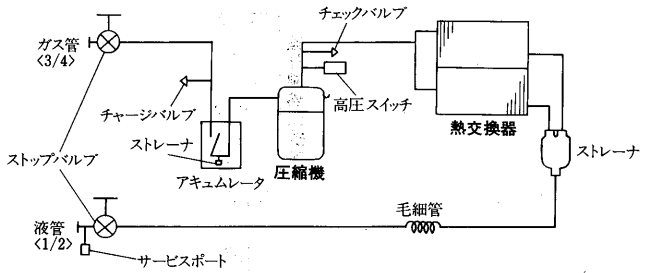 チェックバルブ
ガス管
<3/4>
高圧スイッチ
チャージバルブ
熱交換器
ストレーナ
ストレーナ
ストップバルブ
圧縮機
アキュムレータ
毛細管
液管
<1/2>
サービスポート